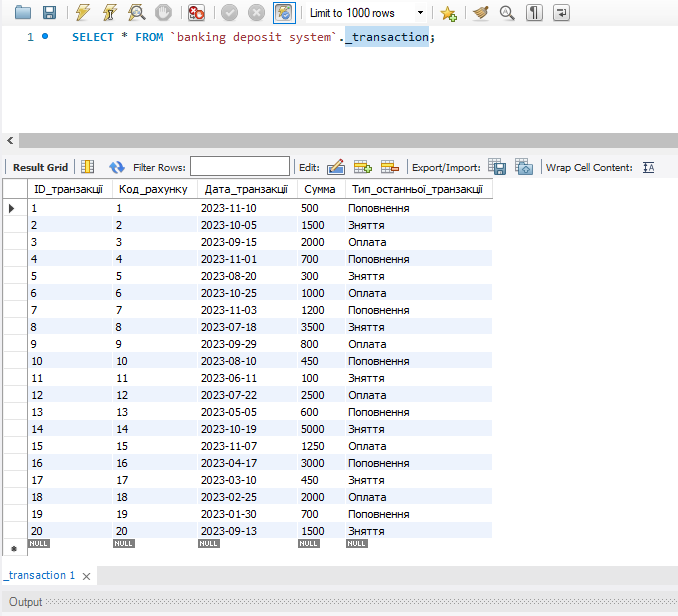 Limit to 1000 rows
1 SELECT * FROM `banking deposit system`._transaction;
Result Grid Filter Rows: Edit: Export/Import: Wrap Cell Content:
ID_транзакції Код_рахунку Дата_транзакції Сумма Тип_останньої_транзакції
1 1 2023-11-10 500 Поповнення
2 2 2023-10-05 1500 Зняття
3 3 2023-09-15 2000 Оплата
4 4 2023-11-01 700 Поповнення
5 5 2023-08-20 300 Зняття
6 6 2023-10-25 1000 Оплата
7 7 2023-11-03 1200 Поповнення
8 8 2023-07-18 3500 Зняття
9 9 2023-09-29 800 Оплата
10 10 2023-08-10 450 Поповнення
11 11 2023-06-11 100 Зняття
12 12 2023-07-22 2500 Оплата
13 13 2023-05-05 600 Поповнення
14 14 2023-10-19 5000 Зняття
15 15 2023-11-07 1250 Оплата
16 16 2023-04-17 3000 Поповнення
17 17 2023-03-10 450 Зняття
18 18 2023-02-25 2000 Оплата
19 19 2023-01-30 700 Поповнення
20 20 2023-09-13 1500 Зняття
NULL NULL NULL NULL NULL
_transaction 1
Output